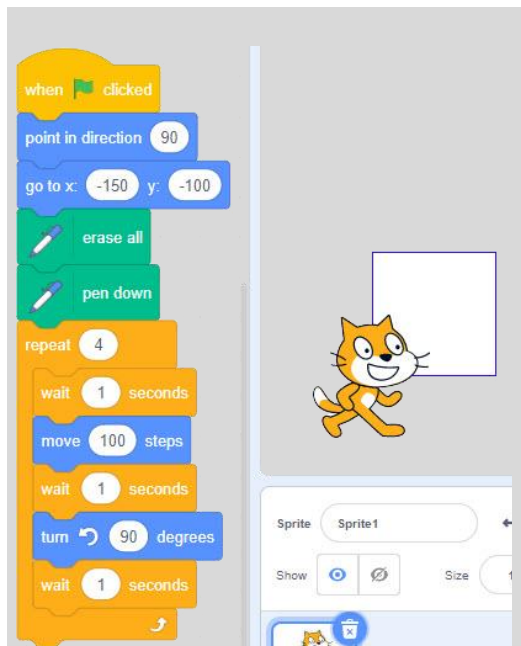 when clicked
point in direction 90
go to x: -150 y: -100
erase all
pen down
repeat 4
wait 1 seconds
move 100 steps
wait 1 seconds
turn 90 degrees
wait 1 seconds
Sprite Sprite1
Show Size